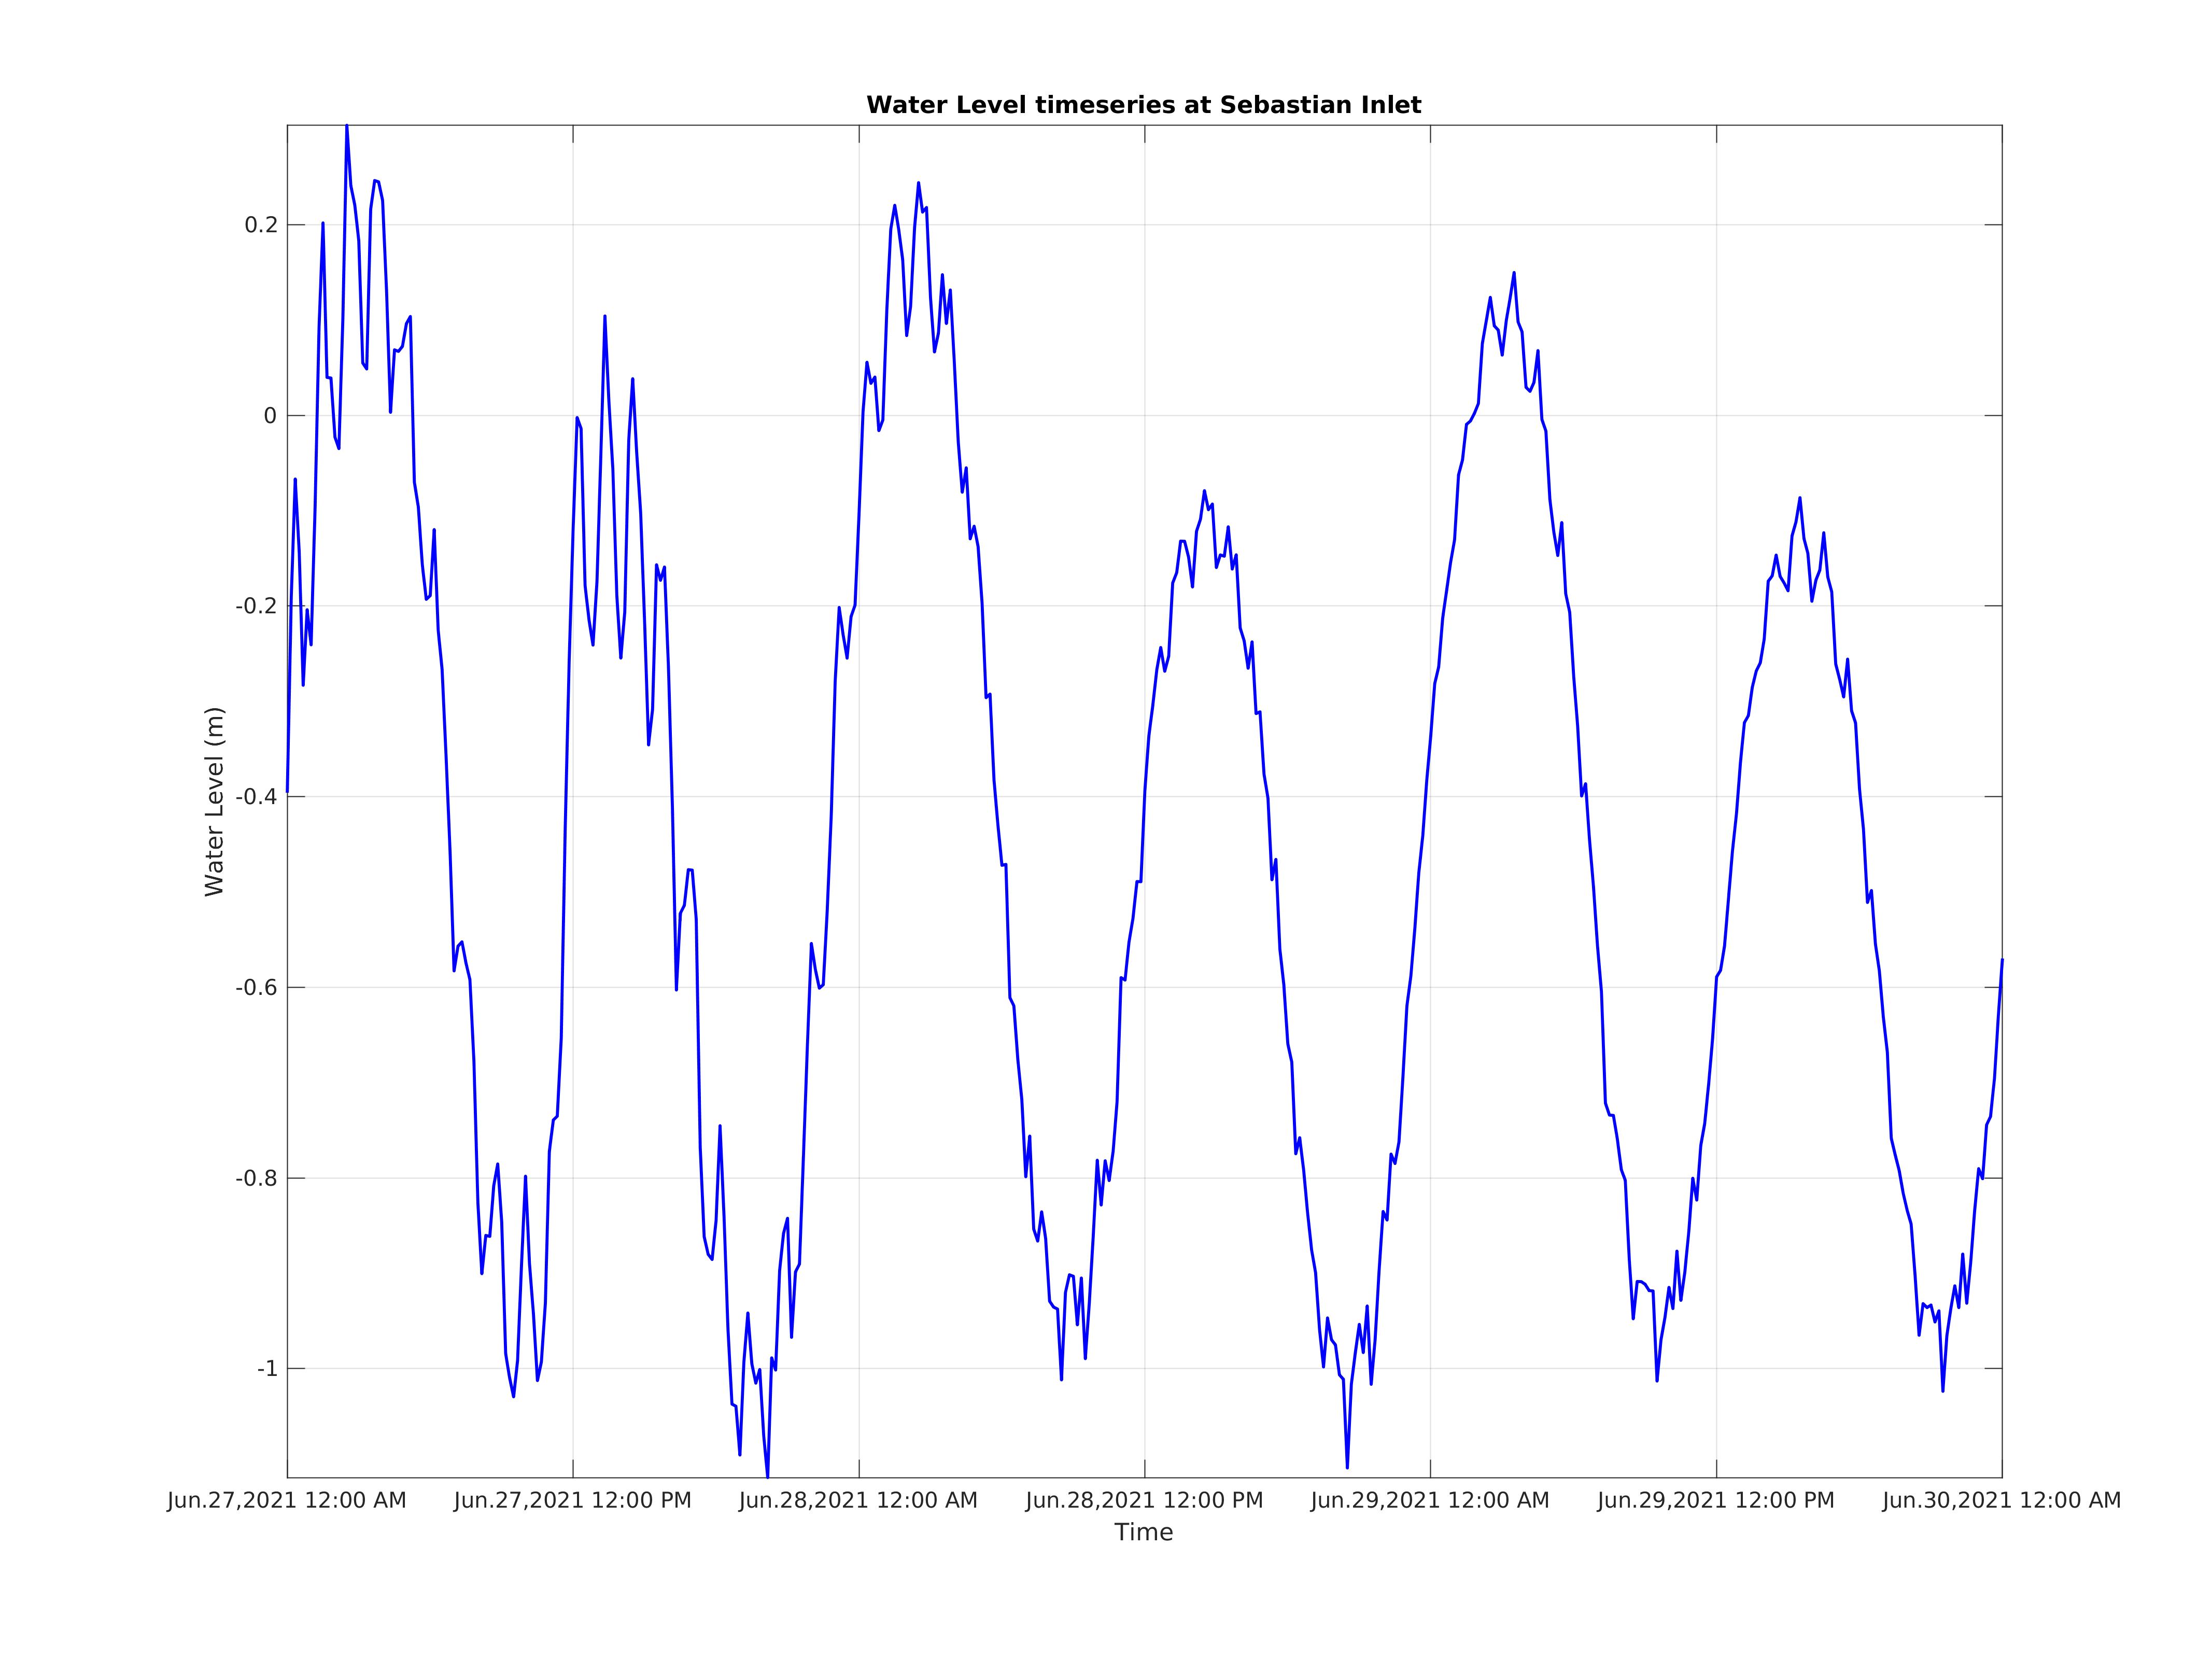 Water Level timeseries at Sebastian Inlet
0.2
0
-0.2
-0.4
-0.6
-0.8
-1
Water Level (m)
Jun.27,2021 12:00 AM
Jun.27,2021 12:00 PM
Jun.28,2021 12:00 AM
Jun.28,2021 12:00 PM
Jun.29,2021 12:00 AM
Jun.29,2021 12:00 PM
Jun.30,2021 12:00 AM
Time